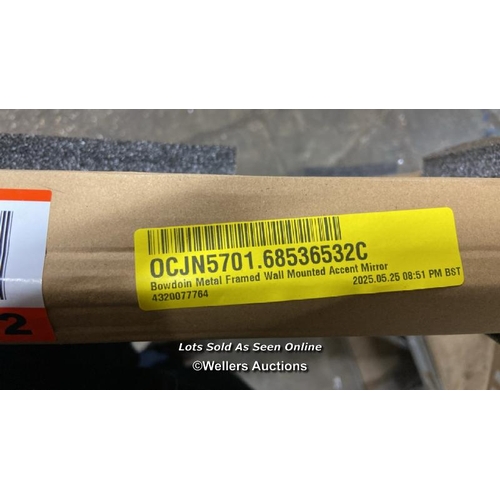 OCJN5701.68536532C
Bowdoin Metal Framed Wall Mounted Accent Mirror
4320077764 2025.05.25 08:51 PM BST
2
Lots Sold As Seen Online
©Wellers Auctions